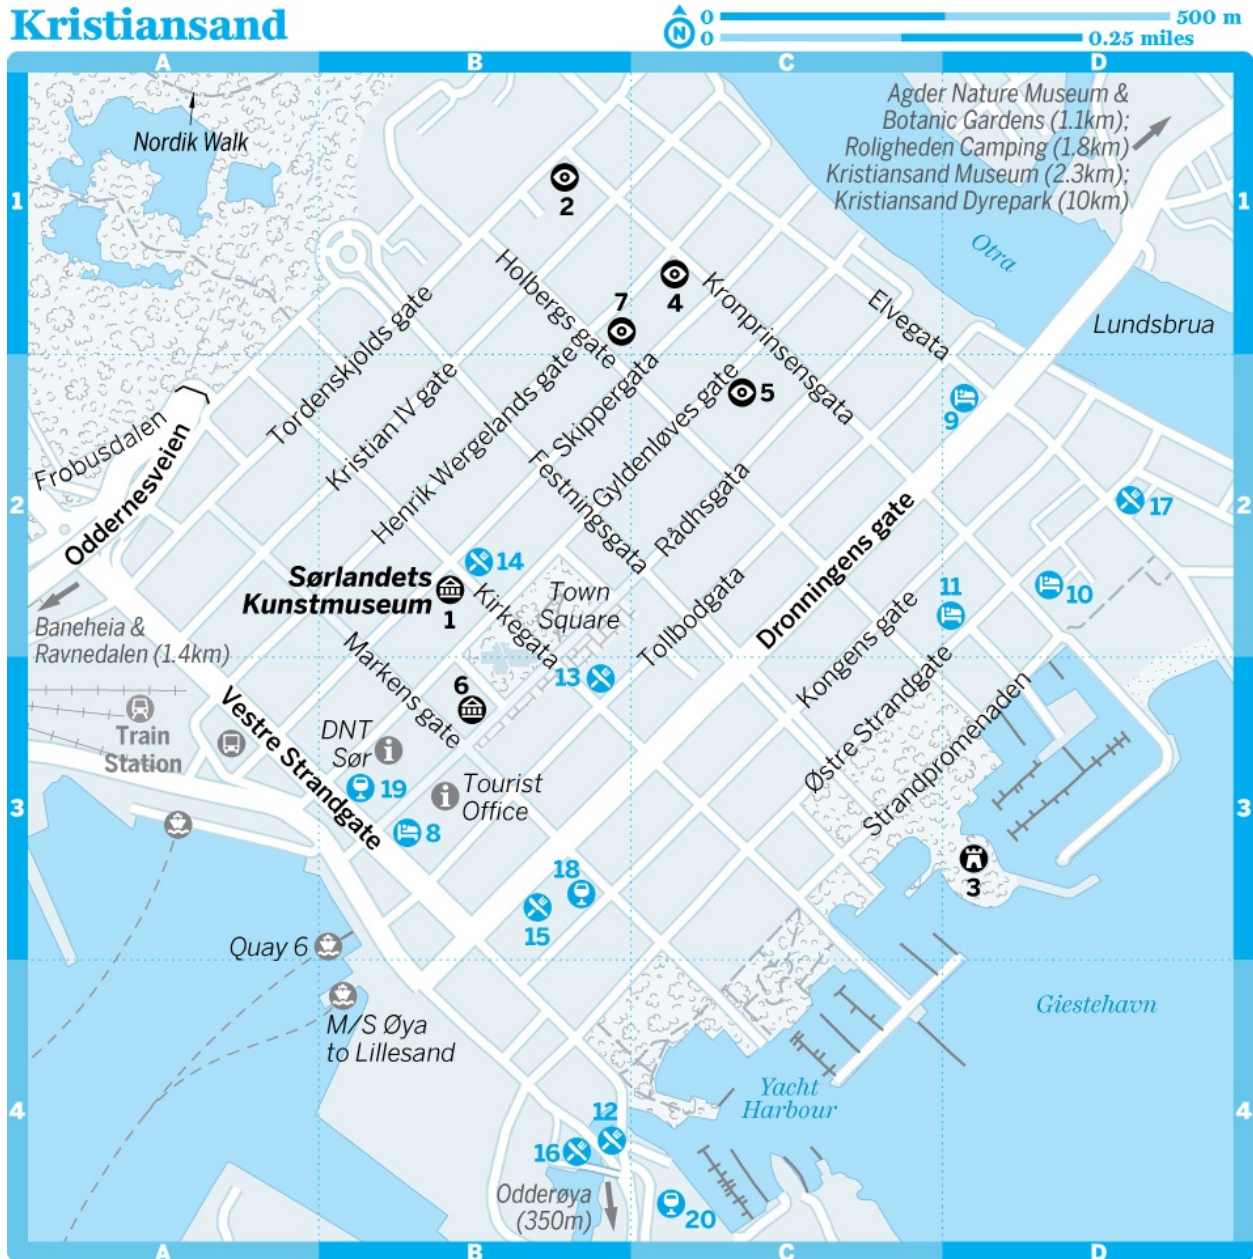 Kristiansand
N
0 500 m
0 0.25 miles
A B C D
Agder Nature Museum &
Botanic Gardens (1.1km);
Roligheden Camping (1.8km)
Kristiansand Museum (2.3km);
Kristiansand Dyrepark (10km)
Nordik Walk
1
1
2
Otra
Holbergs gate
4
Kronprinsensgata
7
Elvegata
Lundsbrua
Tordenskjolds gate
Kristian IV gate
Henrik Wergelands gate
Skippergata
Gyldenløves gate
5
9
Frobusdalen
Oddernesveien
Festningsgata
Rådhsgata
Dronningens gate
2
2
17
14
Sørlandets
Kunstmuseum
1
Kirkegata
Town
Square
Tollbodgata
11
10
Kongens gate
Baneheia &
Ravnedalen (1.4km)
Markens gate
13
6
Østre Strandgate
Strandpromenaden
Vestre Strandgate
Train
Station
DNT
Sør
i
19
i
Tourist
Office
3
3
8
3
18
15
Quay 6
M/S Øya
to Lillesand
Giestehavn
Yacht
Harbour
4
4
12
16
Odderøya
(350m)
20
A B C D